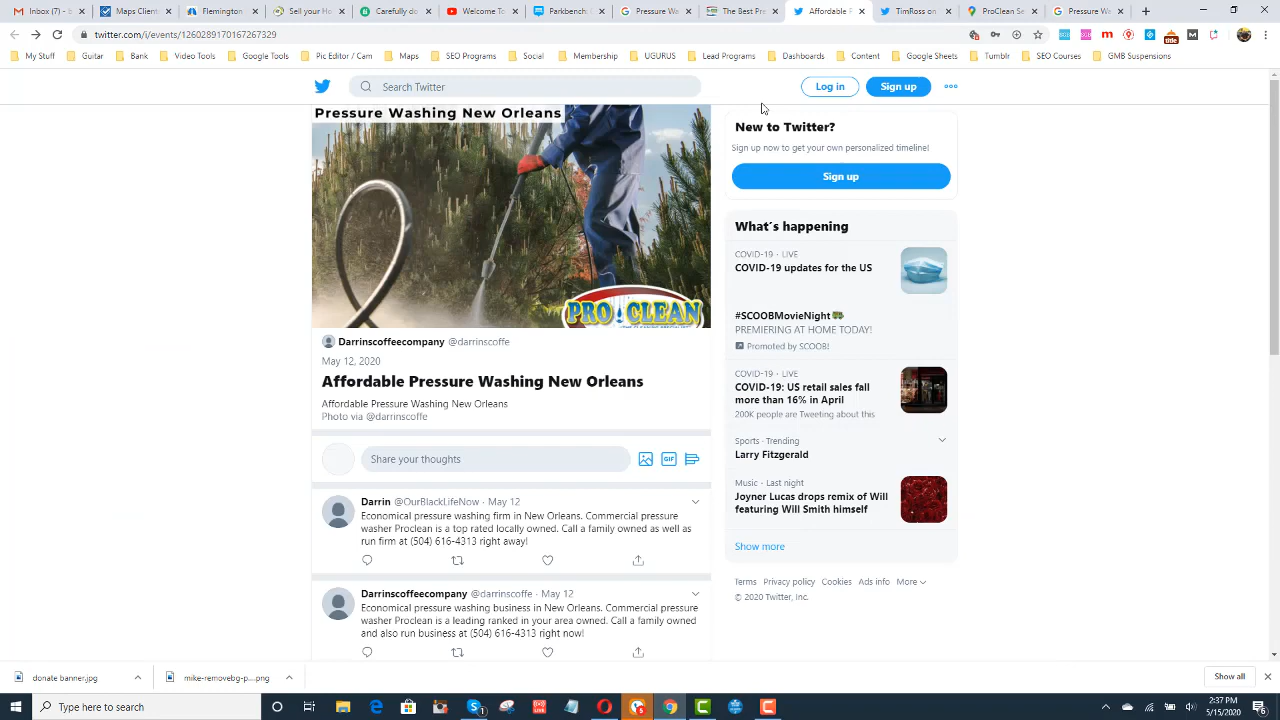 Inbox (7) - 8
Maps Client
Flemington
Sell your Ho
Carefully do
Welcome To
Parkbench
Pressure Wa
The Best Pro
Affordable P
Twitter
ProClean Se
Pressure Wa
twitter.com/i/events/1260289170167267329
My Stuff
Qatar
Bank
Video Tools
Google Tools
Pic Editor / Cam
Maps
SEO Programs
Social
Membership
UGURUS
Lead Programs
Dashboards
Content
Google Sheets
Tumblr
SEO Courses
GMB Suspensions
Search Twitter
Log in
Sign up
Pressure Washing New Orleans
PRO CLEAN
Darrinscoffeecompany @darrinscoffe
May 12, 2020
Affordable Pressure Washing New Orleans
Affordable Pressure Washing New Orleans
Photo via @darrinscoffe
Share your thoughts
GIF
Darrin @OurBlackLifeNow · May 12
Economical pressure washing firm in New Orleans. Commercial pressure
washer Proclean is a top rated locally owned. Call a family owned as well as
run firm at (504) 616-4313 right away!
Darrinscoffeecompany @darrinscoffe · May 12
Economical pressure washing business in New Orleans. Commercial pressure
washer Proclean is a leading ranked in your area owned. Call a family owned
and also run business at (504) 616-4313 right now!
New to Twitter?
Sign up now to get your own personalized timeline!
Sign up
What's happening
COVID-19 · LIVE
COVID-19 updates for the US
#SCOOBMovieNight
PREMIERING AT HOME TODAY!
Promoted by SCOOB!
COVID-19 · LIVE
COVID-19: US retail sales fall
more than 16% in April
200K people are Tweeting about this
Sports · Trending
Larry Fitzgerald
Music · Last night
Joyner Lucas drops remix of Will
featuring Will Smith himself
Show more
Terms Privacy policy Cookies Ads info More
© 2020 Twitter, Inc.
donate banner.jpg
mike-removebg-p....png
Show all
Type here to search
2:37 PM
5/15/2020